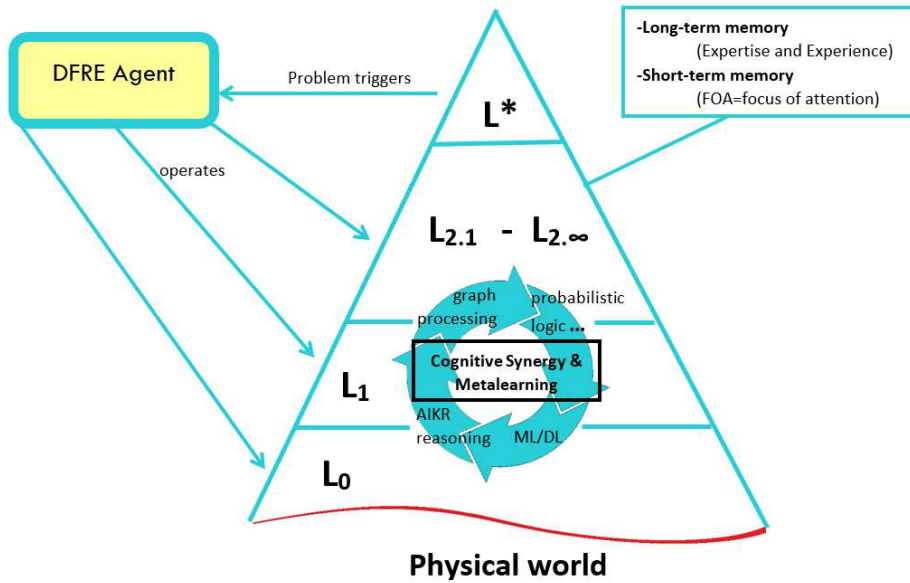 -Long-term memory
(Expertise and Experience)
-Short-term memory
(FOA=focus of attention)
DFRE Agent
Problem triggers
L*
operates
L2.1 - L2.∞
graph
processing
probabilistic
logic ...
Cognitive Synergy &
Metalearning
L1
AIKR
reasoning
ML/DL
L0
Physical world